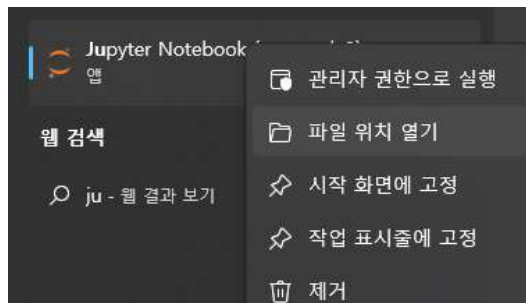 Jupyter Notebook
앱
웹 검색
ju - 웹 결과 보기
관리자 권한으로 실행
파일 위치 열기
시작 화면에 고정
작업 표시줄에 고정
제거